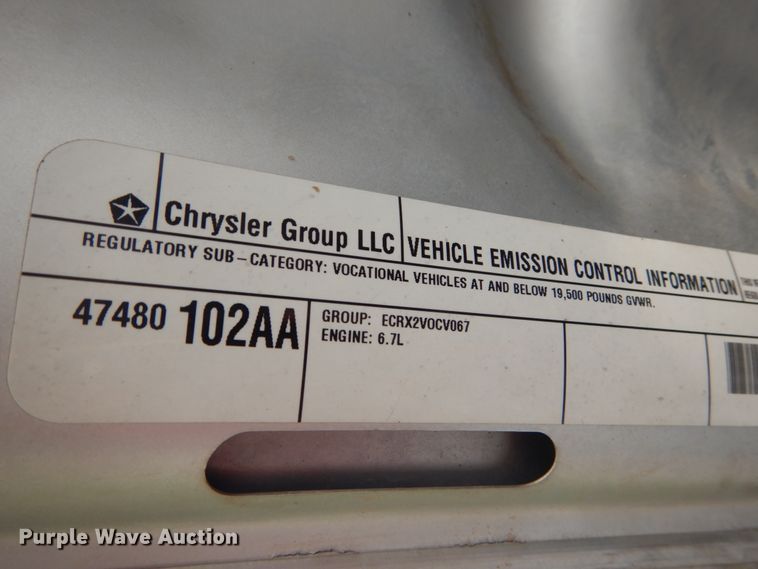 Chrysler Group LLC
VEHICLE EMISSION CONTROL INFORMATION
REGULATORY SUB-CATEGORY: VOCATIONAL VEHICLES AT AND BELOW 19,500 POUNDS GVWR.
47480 102AA
GROUP: ECRX2VOCV067
ENGINE: 6.7L
Purple Wave Auction